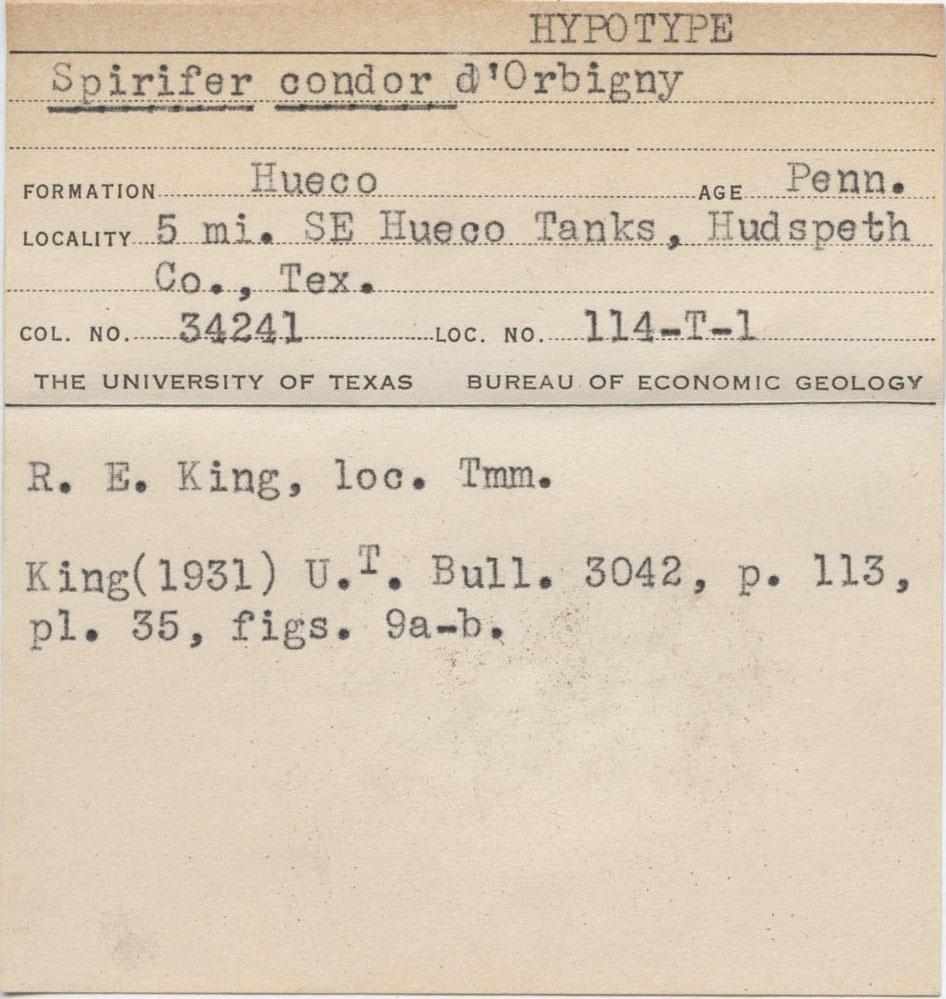 HYPOTYPE
Spirifer condor d'Orbigny
FORMATION Hueco AGE Penn.
LOCALITY 5 mi. SE Hueco Tanks, Hudspeth
Co., Tex.
COL. NO. 34241 LOC. NO. 114-T-1
THE UNIVERSITY OF TEXAS BUREAU OF ECONOMIC GEOLOGY
R. E. King, loc. Tmm.
King(1931) U.T. Bull. 3042, p. 113,
pl. 35, figs. 9a-b.